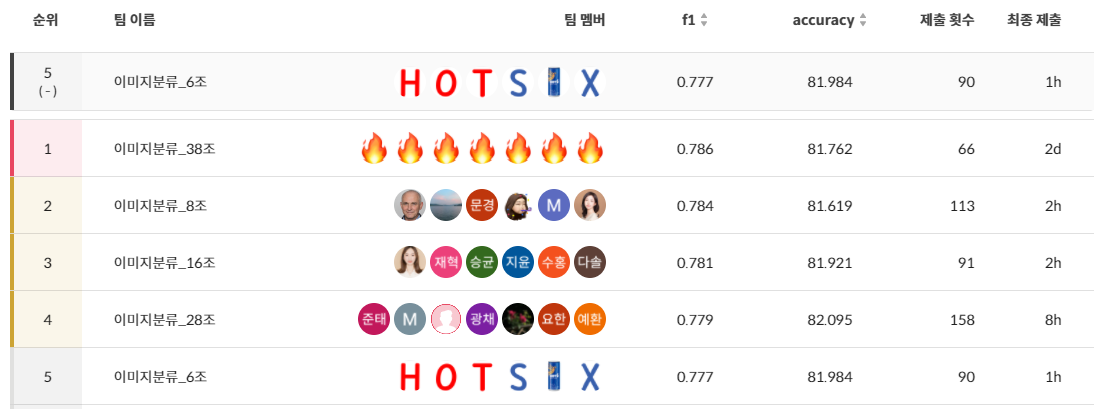 순위 팀 이름 팀 멤버 f1 accuracy 제출 횟수 최종 제출
5 이미지분류_6조 H O T S I X 0.777 81.984 90 1h
(-)
1 이미지분류_38조 0.786 81.762 66 2d
2 이미지분류_8조 문경 M 0.784 81.619 113 2h
3 이미지분류_16조 재혁 승균 지윤 수홍 다솔 0.781 81.921 91 2h
4 이미지분류_28조 준태 M 광채 요한 예환 0.779 82.095 158 8h
5 이미지분류_6조 H O T S X 0.777 81.984 90 1h